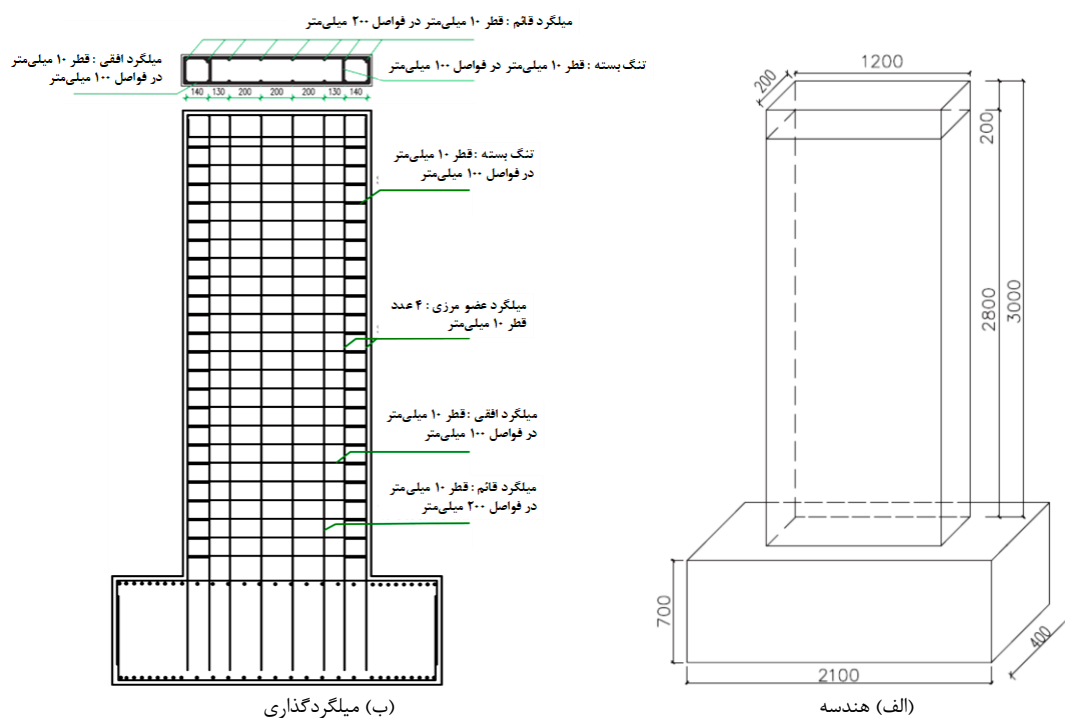 میلگرد قائم : قطر ۱۰ میلی‌متر در فواصل ۲۰۰ میلی‌متر
میلگرد افقی : قطر ۱۰ میلی‌متر
در فواصل ۱۰۰ میلی‌متر
تنگ بسته : قطر ۱۰ میلی‌متر در فواصل ۱۰۰ میلی‌متر
140 130 200 200 200 130 140
تنگ بسته : قطر ۱۰ میلی‌متر
در فواصل ۱۰۰ میلی‌متر
میلگرد عضو مرزی : ۴ عدد
قطر ۱۰ میلی‌متر
میلگرد افقی : قطر ۱۰ میلی‌متر
در فواصل ۱۰۰ میلی‌متر
میلگرد قائم : قطر ۱۰ میلی‌متر
در فواصل ۲۰۰ میلی‌متر
(ب) میلگردگذاری
1200
200
200
2800
3000
700
2100
400
(الف) هندسه